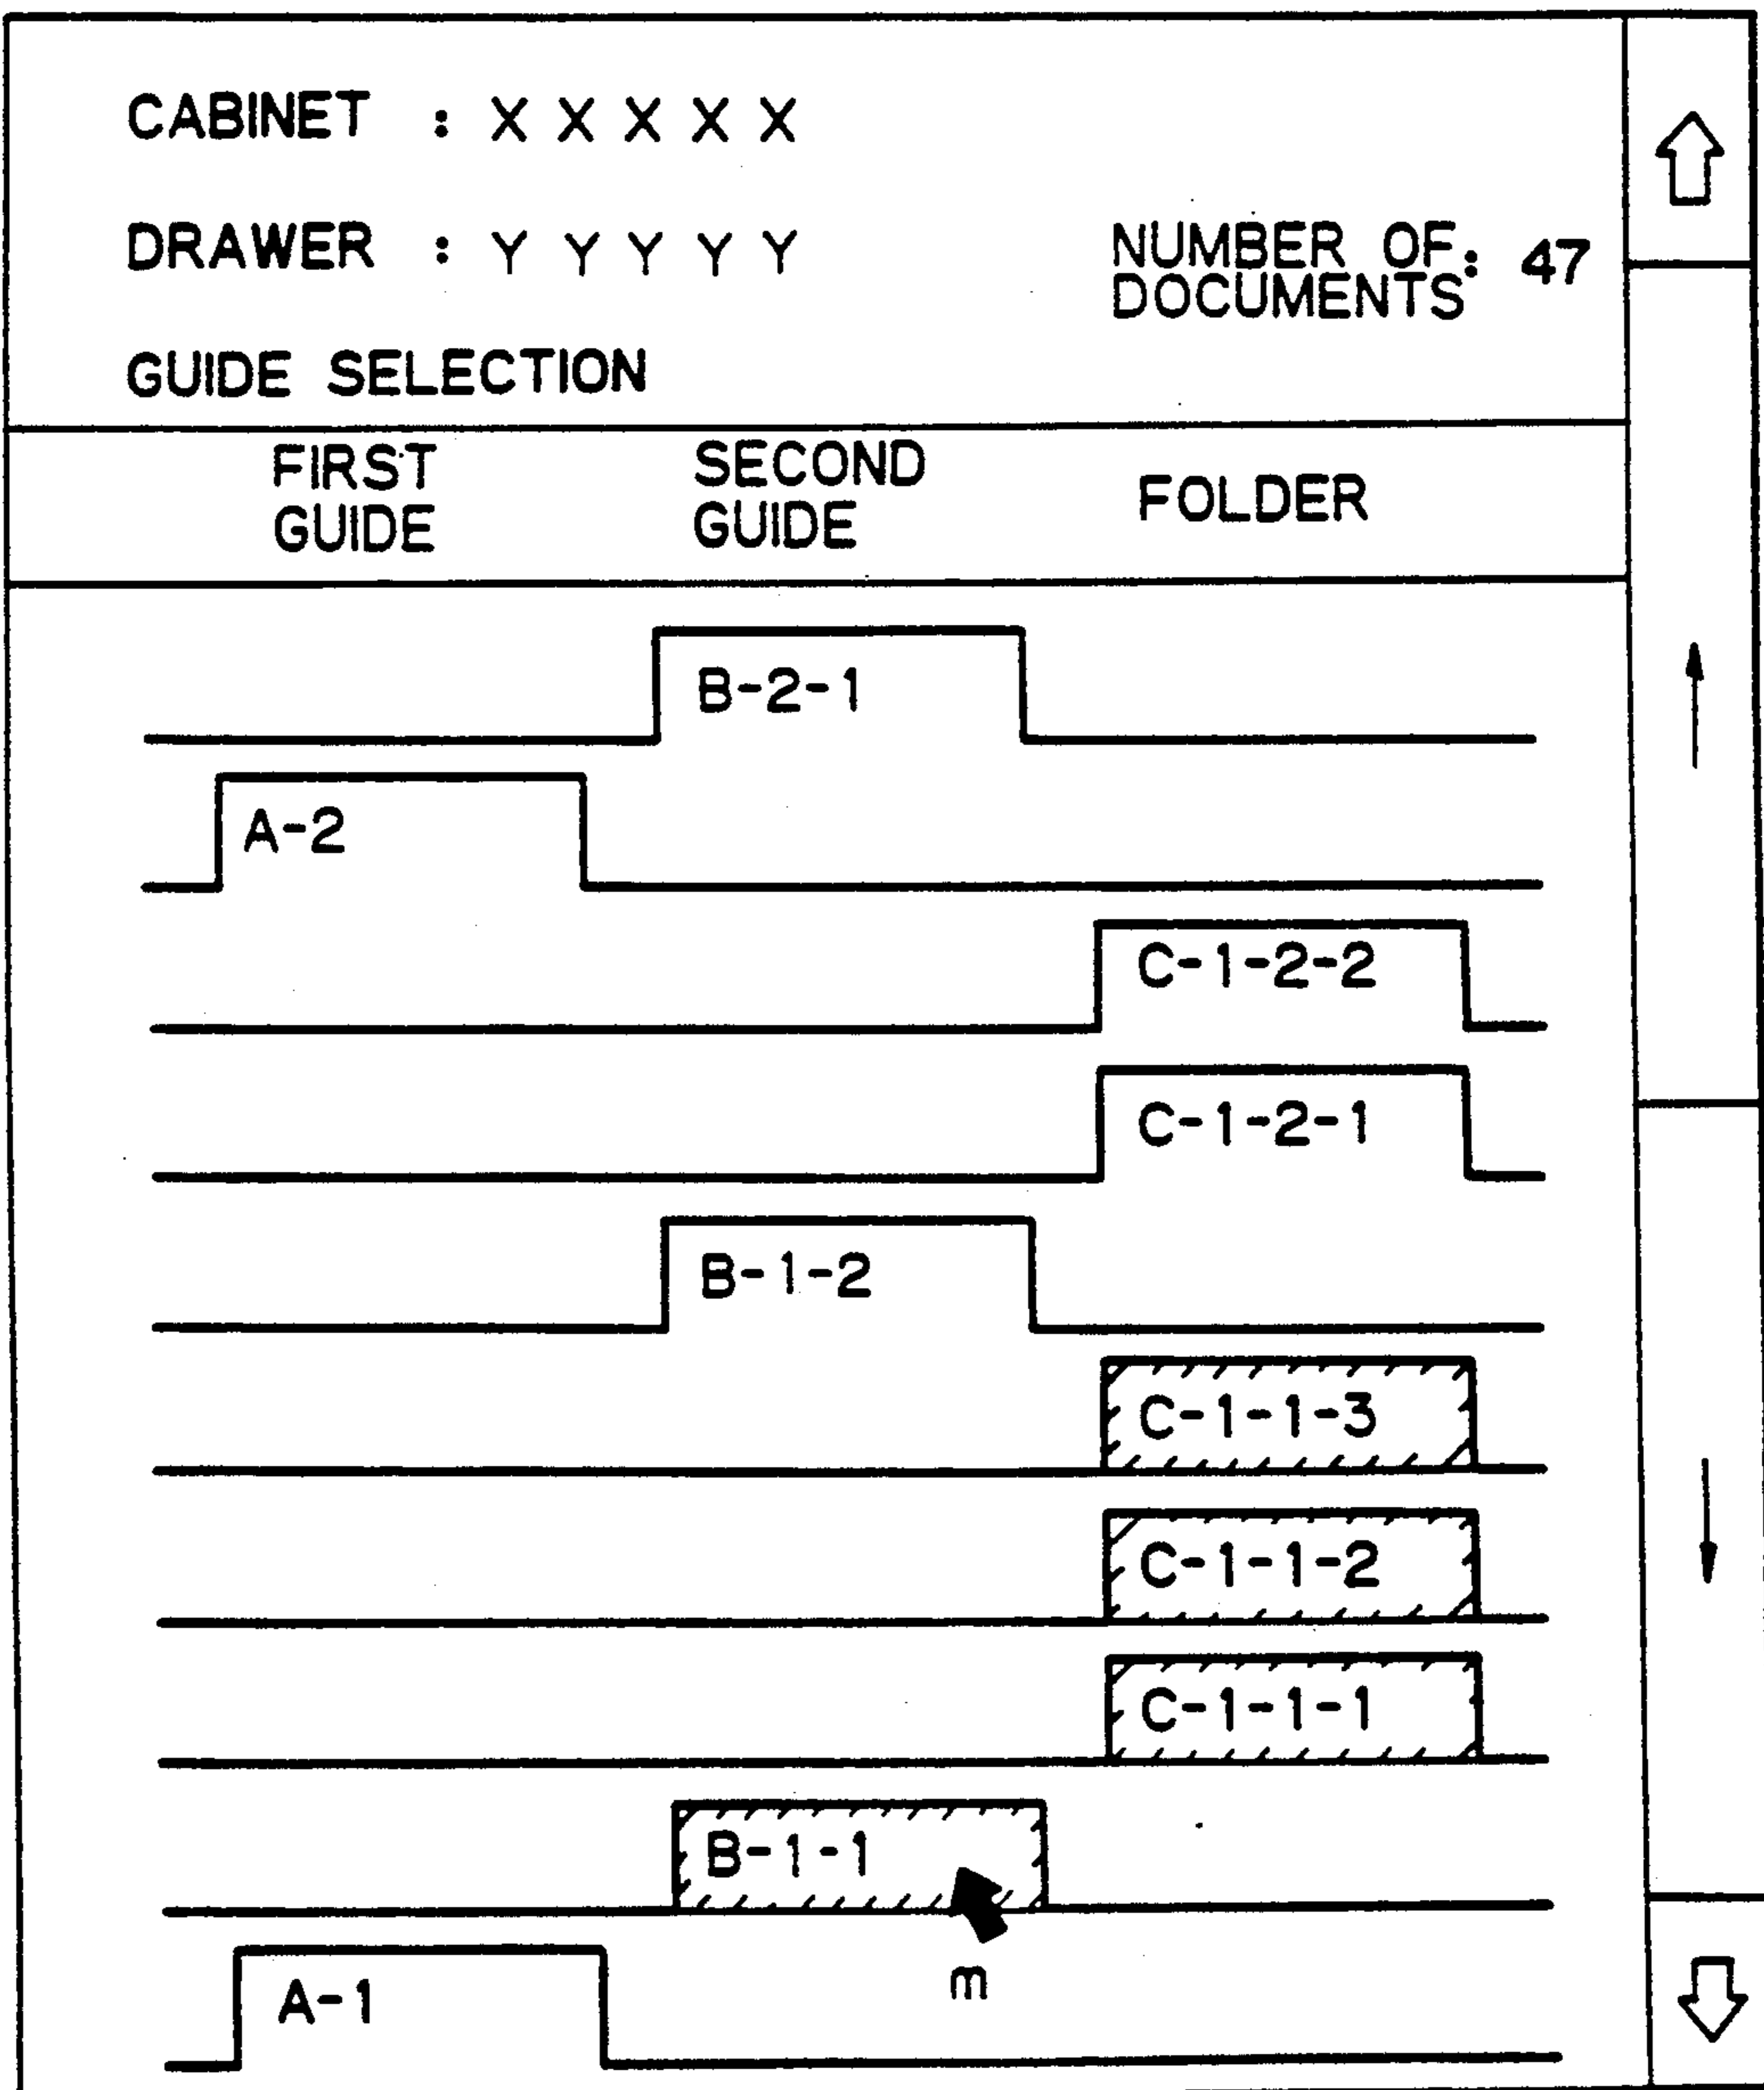 CABINET : X X X X X
DRAWER : Y Y Y Y Y
NUMBER OF
DOCUMENTS : 47
GUIDE SELECTION
FIRST
GUIDE
SECOND
GUIDE
FOLDER
B-2-1
A-2
C-1-2-2
C-1-2-1
B-1-2
C-1-1-3
C-1-1-2
C-1-1-1
B-1-1
m
A-1